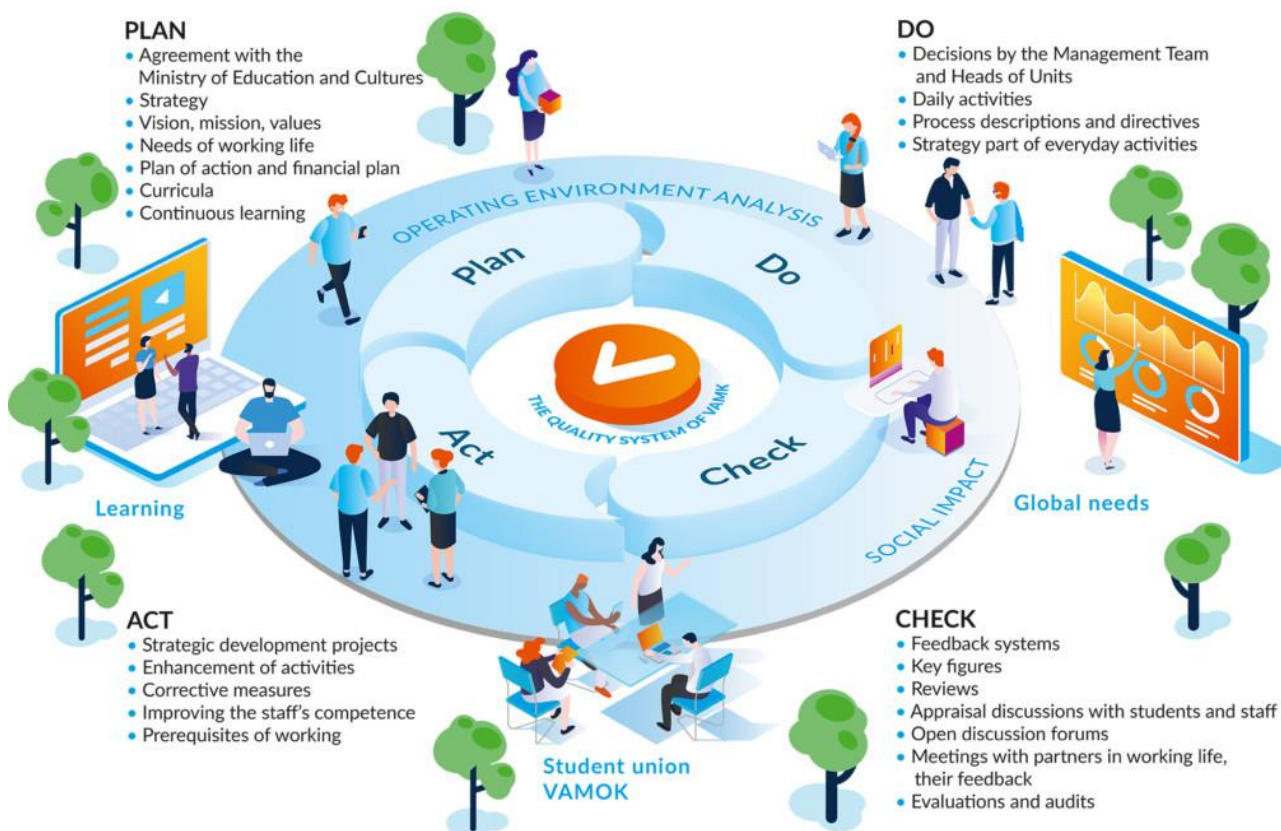 PLAN
• Agreement with the
Ministry of Education and Cultures
• Strategy
• Vision, mission, values
• Needs of working life
• Plan of action and financial plan
• Curricula
• Continuous learning
DO
• Decisions by the Management Team
and Heads of Units
• Daily activities
• Process descriptions and directives
• Strategy part of everyday activities
OPERATING ENVIRONMENT ANALYSIS
Plan
Do
THE QUALITY SYSTEM OF VAMK
Act
Check
SOCIAL IMPACT
Learning
Global needs
ACT
• Strategic development projects
• Enhancement of activities
• Corrective measures
• Improving the staff's competence
• Prerequisites of working
Student union
VAMOK
CHECK
• Feedback systems
• Key figures
• Reviews
• Appraisal discussions with students and staff
• Open discussion forums
• Meetings with partners in working life,
their feedback
• Evaluations and audits